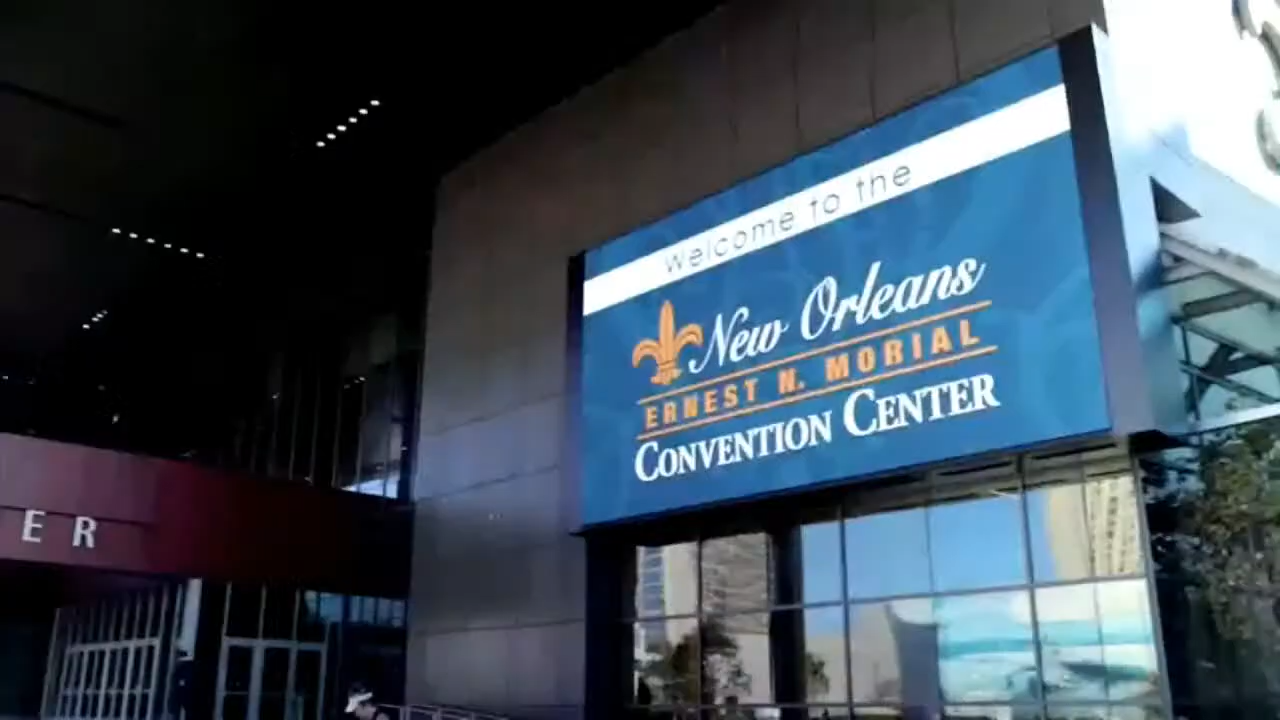 Welcome to the
New Orleans
ERNEST N. MORIAL
CONVENTION CENTER
ER